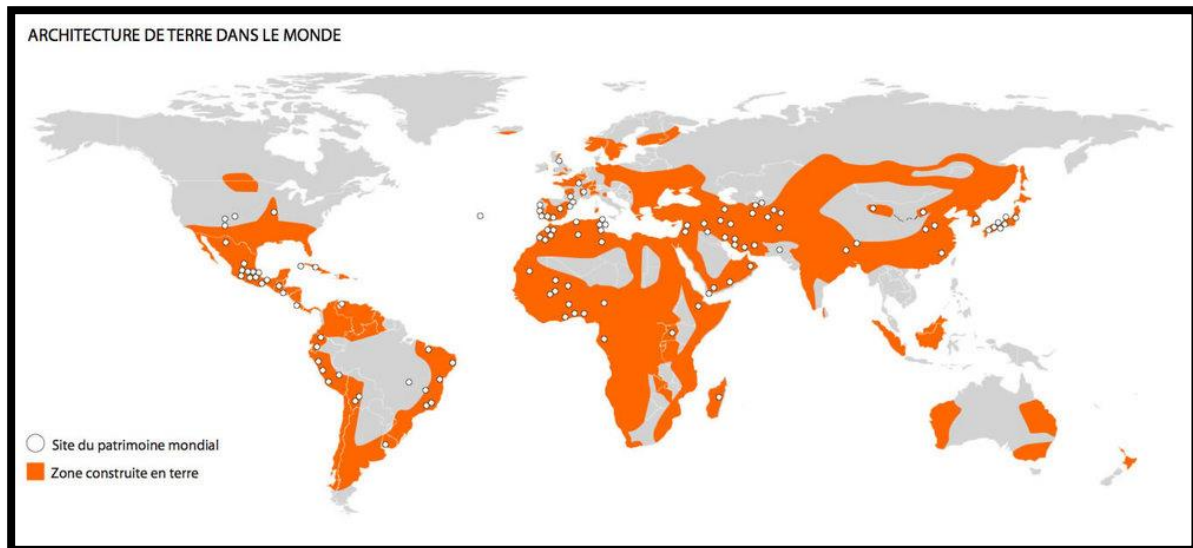 ARCHITECTURE DE TERRE DANS LE MONDE
Site du patrimoine mondial
Zone construite en terre